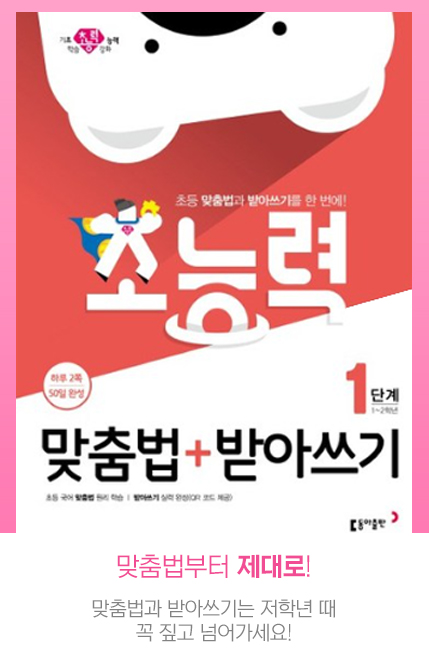 기초 초능력 능력
학습 강화
초등 맞춤법과 받아쓰기를 한 번에!
초능력
하루 2쪽
50일 완성
1단계
1~2학년
맞춤법+받아쓰기
초등 국어 맞춤법 원리 학습 | 받아쓰기 실력 완성(QR 코드 제공)
동아출판
맞춤법부터 제대로!
맞춤법과 받아쓰기는 저학년 때
꼭 짚고 넘어가세요!